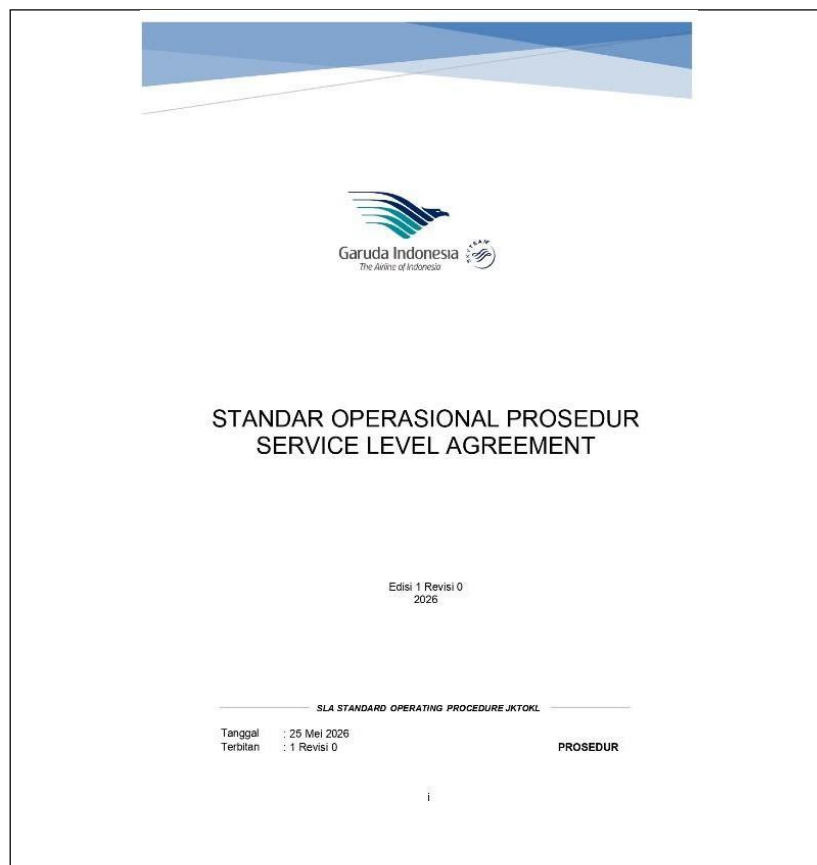 Garuda Indonesia
The Airline of Indonesia
SKYTEAM
STANDAR OPERASIONAL PROSEDUR
SERVICE LEVEL AGREEMENT
Edisi 1 Revisi 0
2026
SLA STANDARD OPERATING PROCEDURE JKTOKL
Tanggal : 25 Mei 2026
Terbitan : 1 Revisi 0 PROSEDUR
i